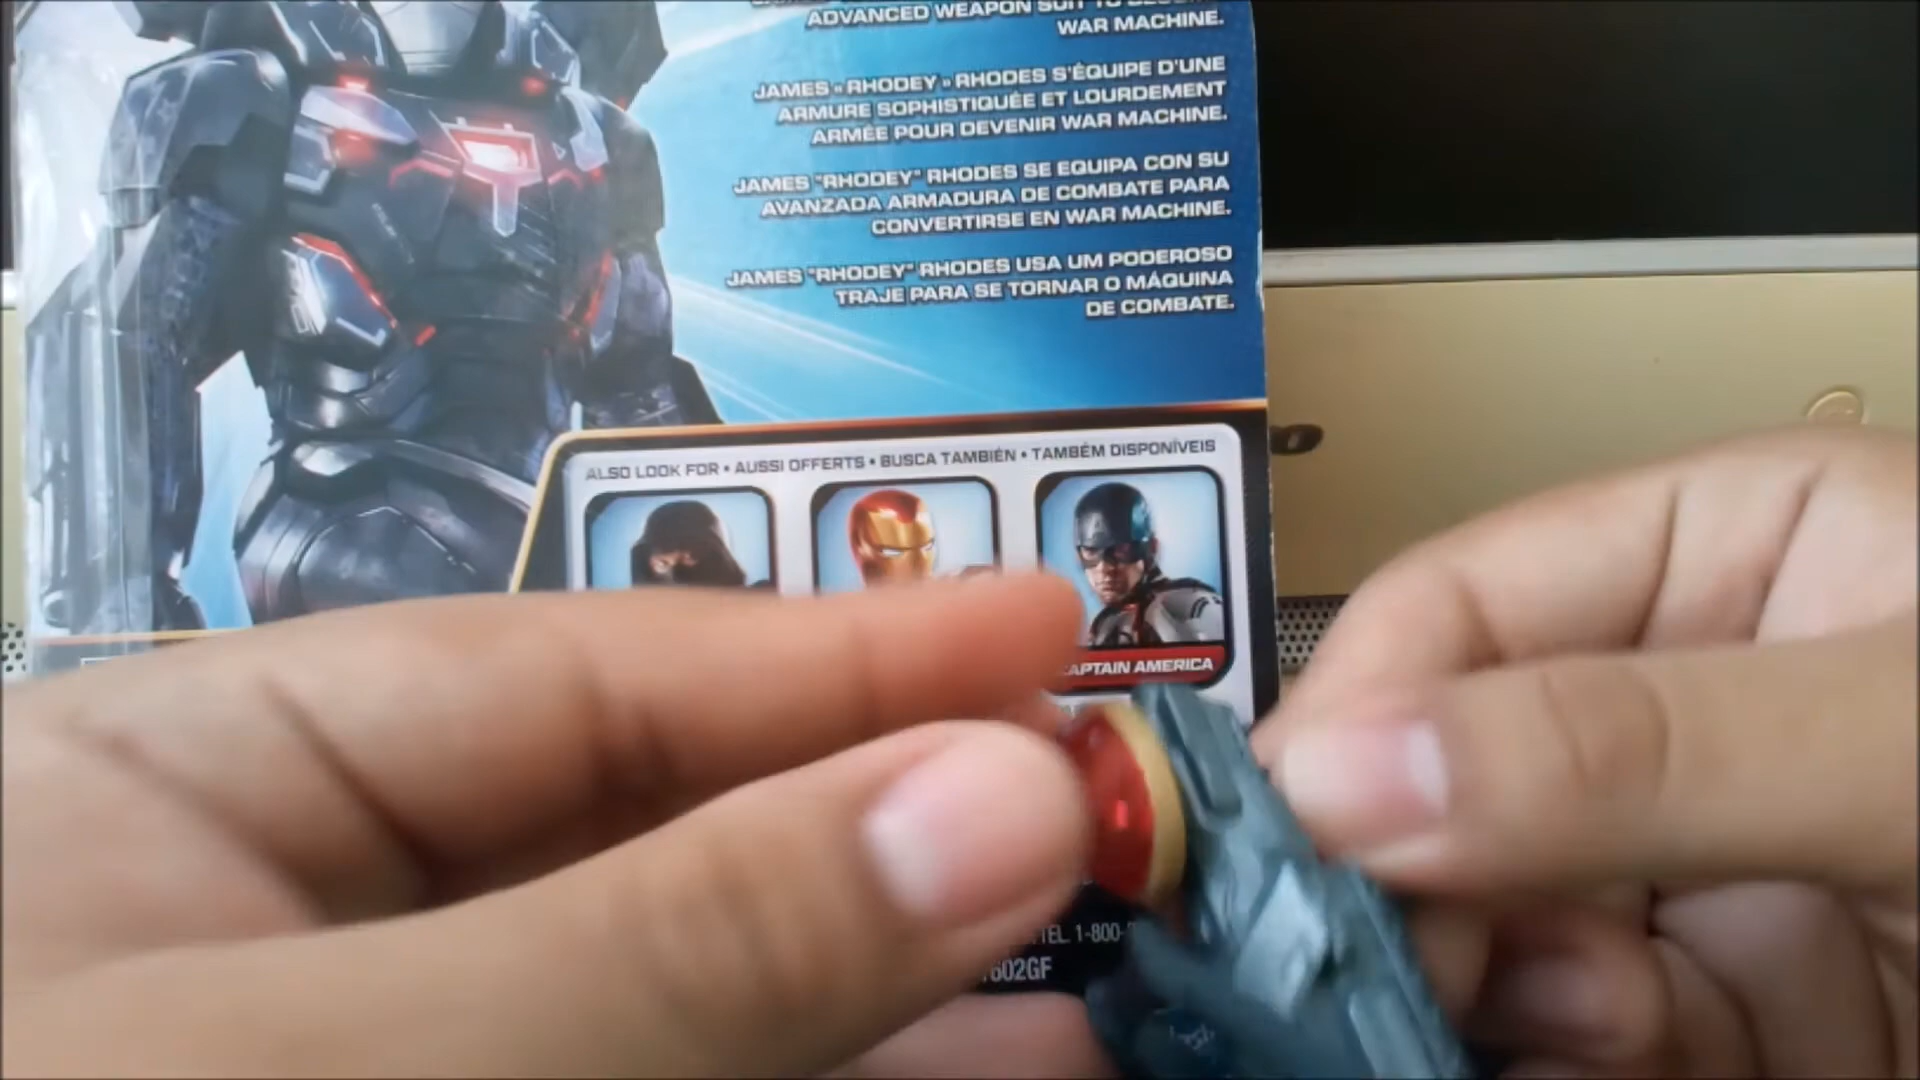 ADVANCED WEAPON SUIT TO
WAR MACHINE.
JAMES « RHODEY » RHODES S'ÉQUIPE D'UNE
ARMURE SOPHISTIQUÉE ET LOURDEMENT
ARMÉE POUR DEVENIR WAR MACHINE.
JAMES "RHODEY" RHODES SE EQUIPA CON SU
AVANZADA ARMADURA DE COMBATE PARA
CONVERTIRSE EN WAR MACHINE.
JAMES "RHODEY" RHODES USA UM PODEROSO
TRAJE PARA SE TORNAR O MÁQUINA
DE COMBATE.
ALSO LOOK FOR • AUSSI OFFERTS • BUSCA TAMBIÉN • TAMBÉM DISPONÍVEIS
CAPTAIN AMERICA
TEL. 1-800-
602GF